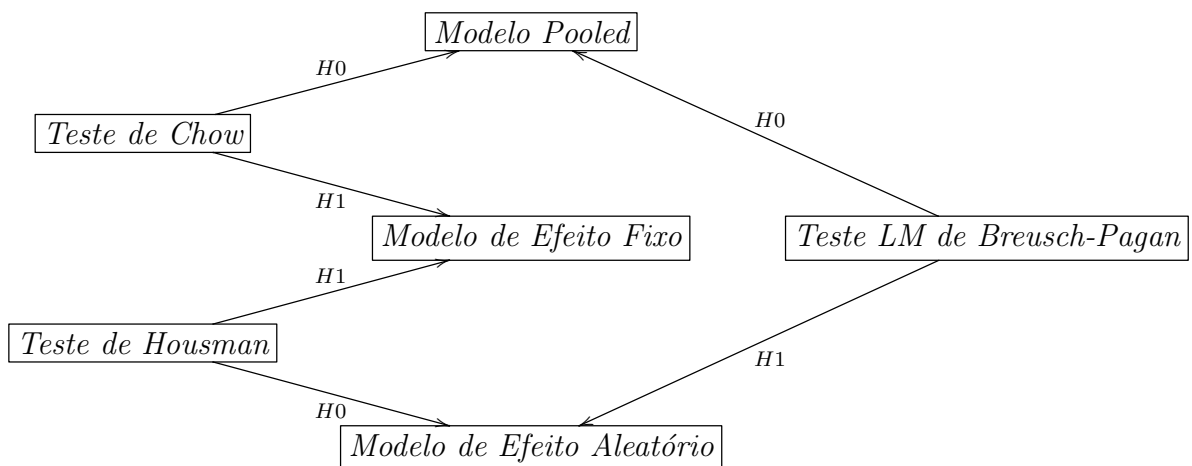 Modelo Pooled
H0
Teste de Chow
H0
H1
Modelo de Efeito Fixo
Teste LM de Breusch-Pagan
H1
Teste de Housman
H1
H0
Modelo de Efeito Aleatório